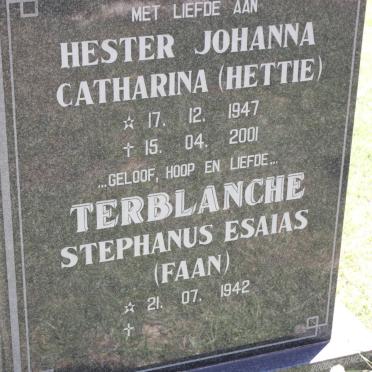 MET LIEFDE AAN
HESTER JOHANNA
CATHARINA (HETTIE)
☆ 17. 12. 1947
† 15. 04. 2001
...GELOOF, HOOP EN LIEFDE...
TERBLANCHE
STEPHANUS ESAIAS
(FAAN)
☆ 21. 07. 1942
†